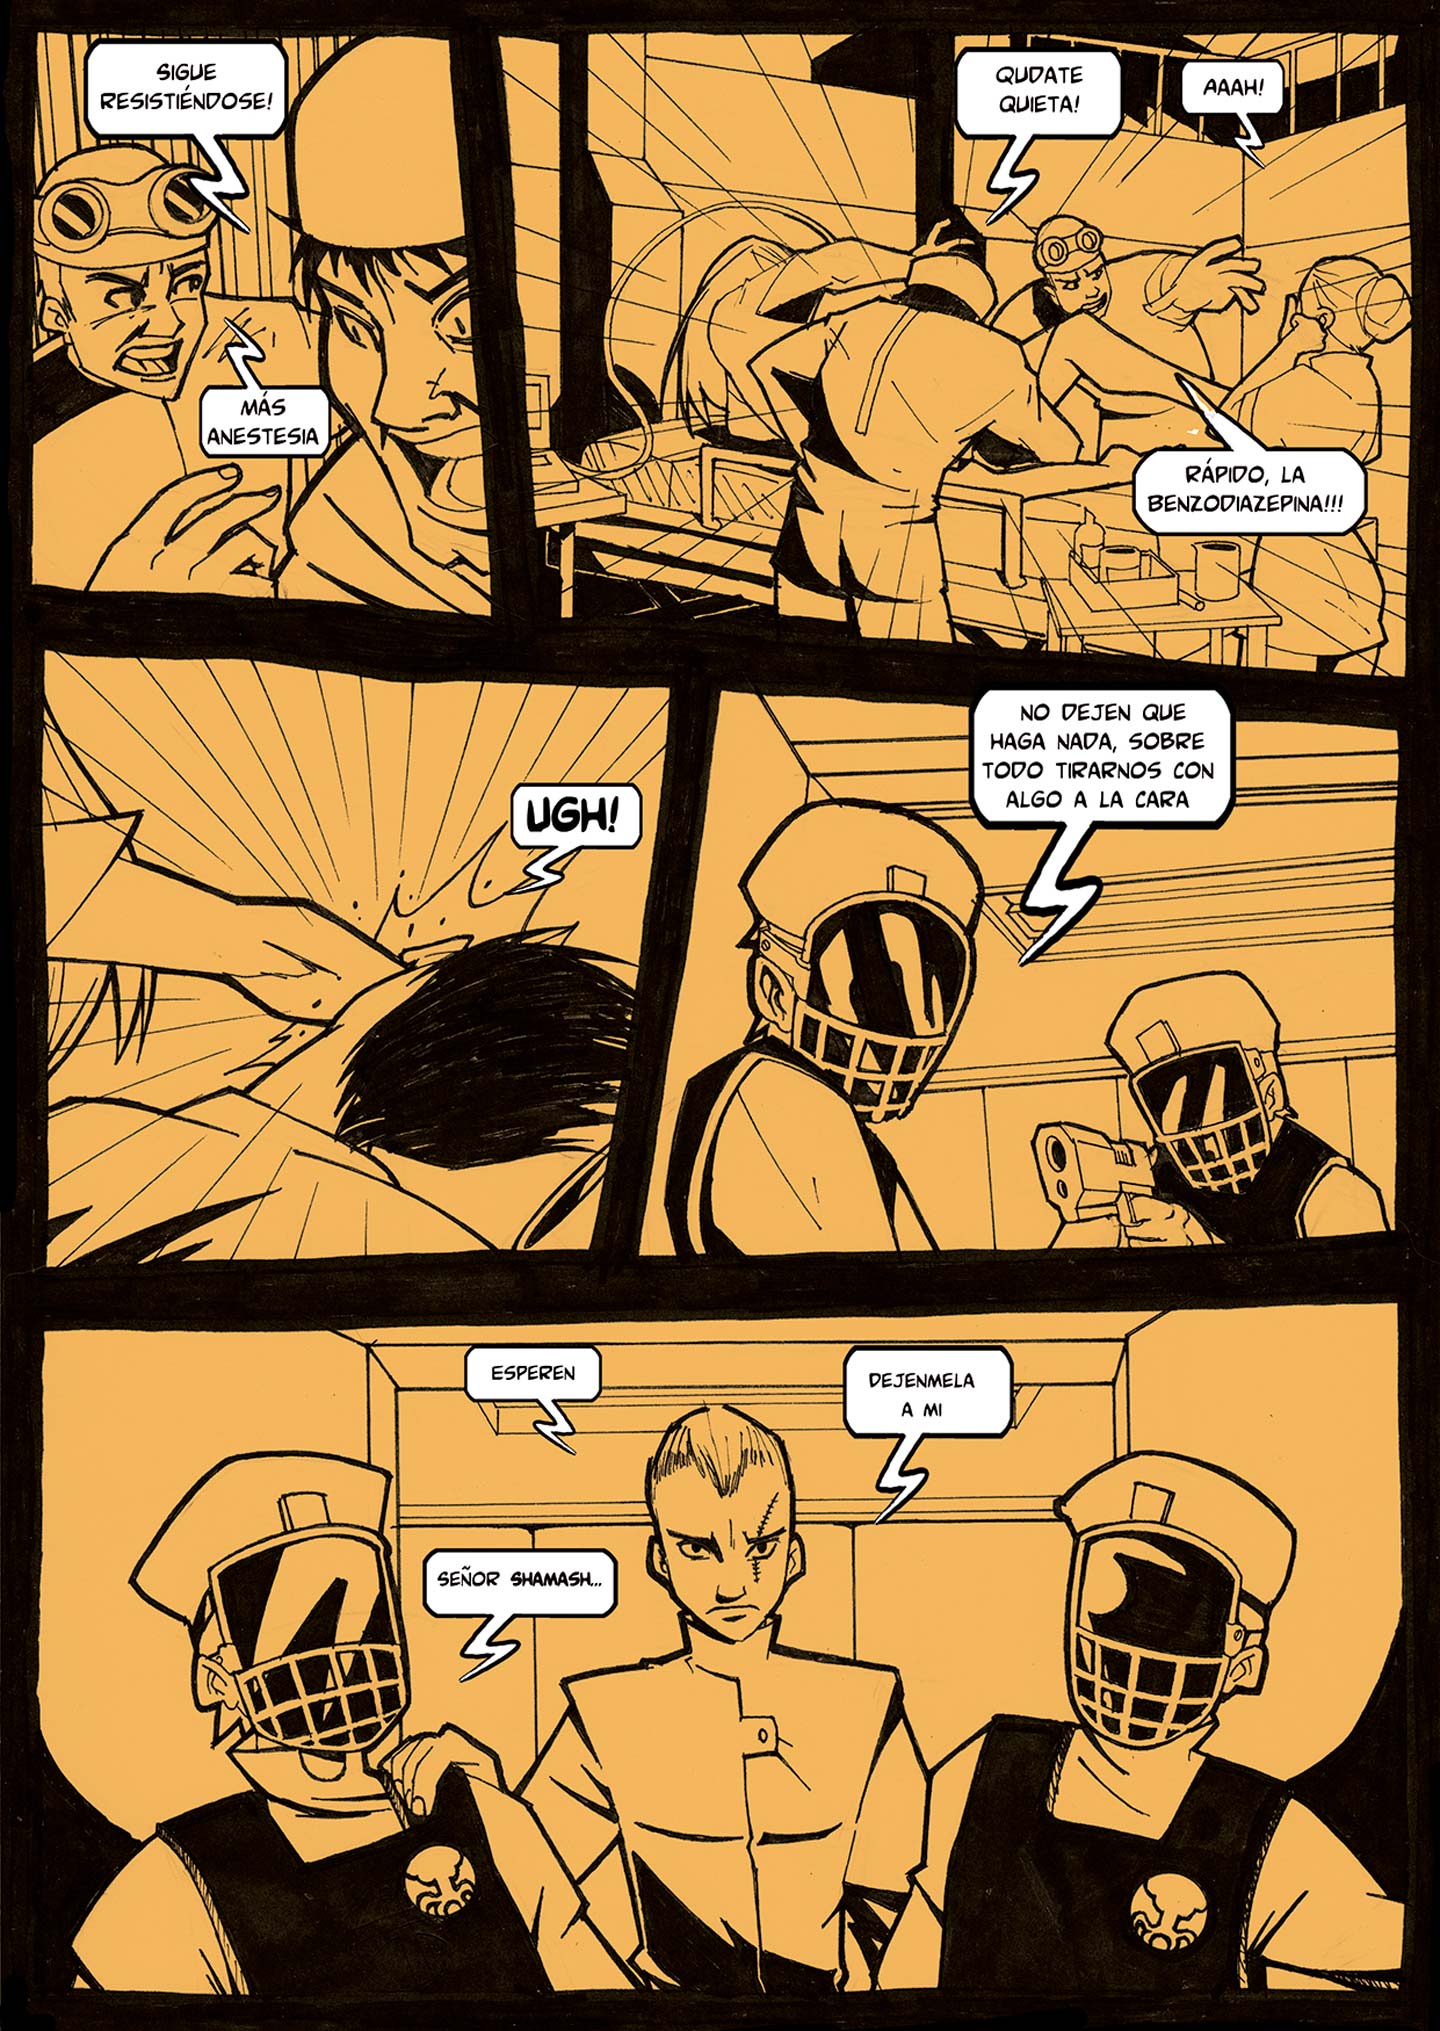 SIGUE
RESISTIÉNDOSE!
MÁS
ANESTESIA
QUDATE
QUIETA!
AAAH!
RÁPIDO, LA
BENZODIAZEPINA!!!
UGH!
NO DEJEN QUE
HAGA NADA, SOBRE
TODO TIRARNOS CON
ALGO A LA CARA
ESPEREN
DEJENMELA
A MI
SEÑOR SHAMASH...